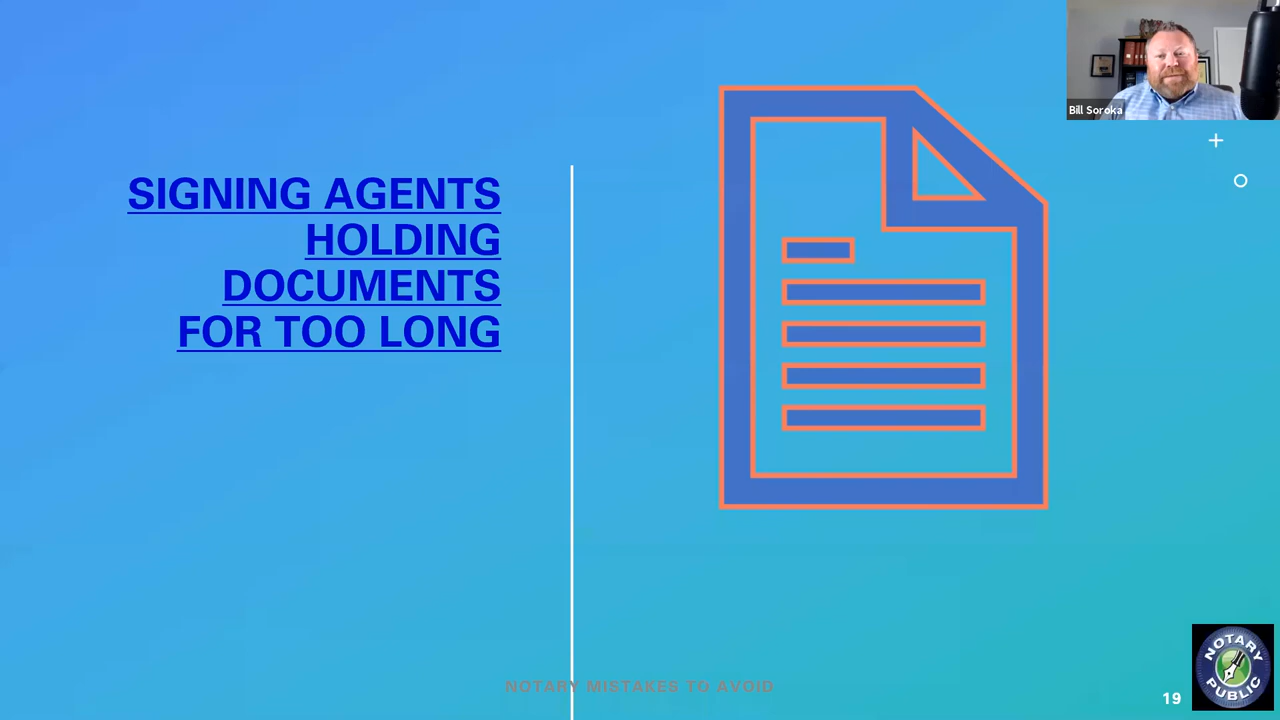 Bill Soroka
SIGNING AGENTS
HOLDING
DOCUMENTS
FOR TOO LONG
NOTARY MISTAKES TO AVOID
19
NOTARY
PUBLIC